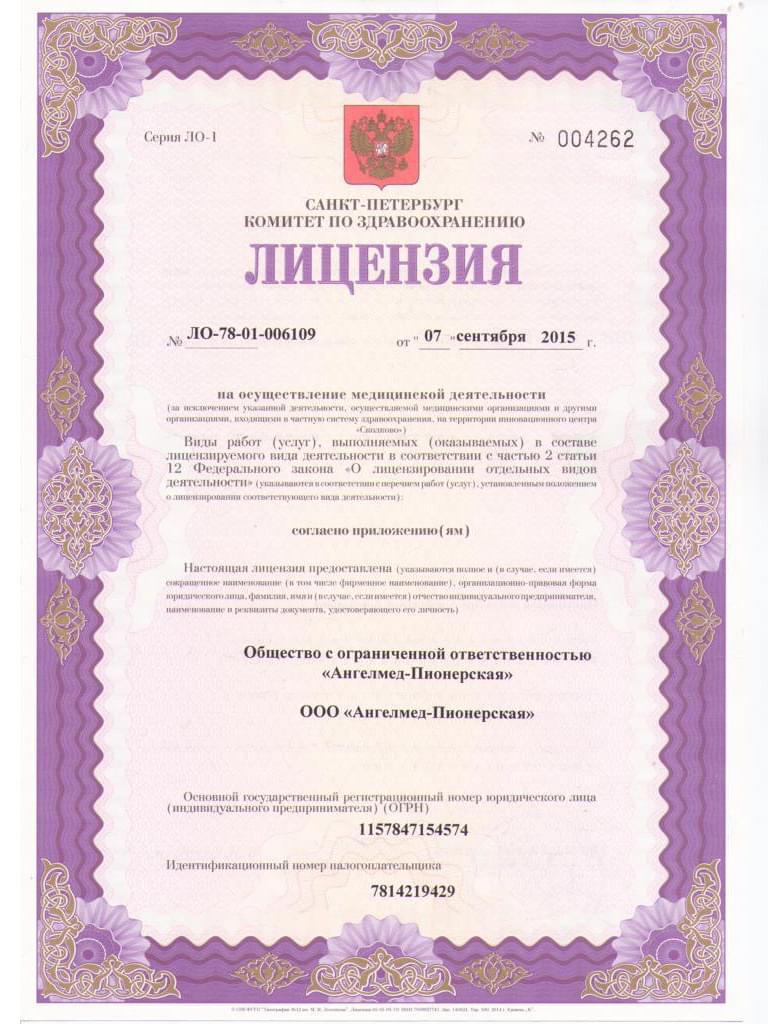 Серия ЛО-1
№ 004262
САНКТ-ПЕТЕРБУРГ
КОМИТЕТ ПО ЗДРАВООХРАНЕНИЮ
ЛИЦЕНЗИЯ
№ ЛО-78-01-006109 от "07" сентября 2015 г.
на осуществление медицинской деятельности
(за исключением указанной деятельности, осуществляемой медицинскими организациями и другими
организациями, входящими в частную систему здравоохранения, на территории инновационного центра
«Сколково»)
Виды работ (услуг), выполняемых (оказываемых) в составе
лицензируемого вида деятельности в соответствии с частью 2 статьи
12 Федерального закона «О лицензировании отдельных видов
деятельности» (указываются в соответствии с перечнем работ (услуг), установленным положением
о лицензировании соответствующего вида деятельности):
согласно приложению(ям)
Настоящая лицензия предоставлена (указываются полное и (в случае, если имеется)
сокращенное наименование (в том числе фирменное наименование), организационно-правовая форма
юридического лица, фамилия, имя и (в случае, если имеется) отчество индивидуального предпринимателя,
наименование и реквизиты документа, удостоверяющего его личность)
Общество с ограниченной ответственностью
«Ангелмед-Пионерская»
ООО «Ангелмед-Пионерская»
Основной государственный регистрационный номер юридического лица
(индивидуального предпринимателя) (ОГРН)
1157847154574
Идентификационный номер налогоплательщика
7814219429